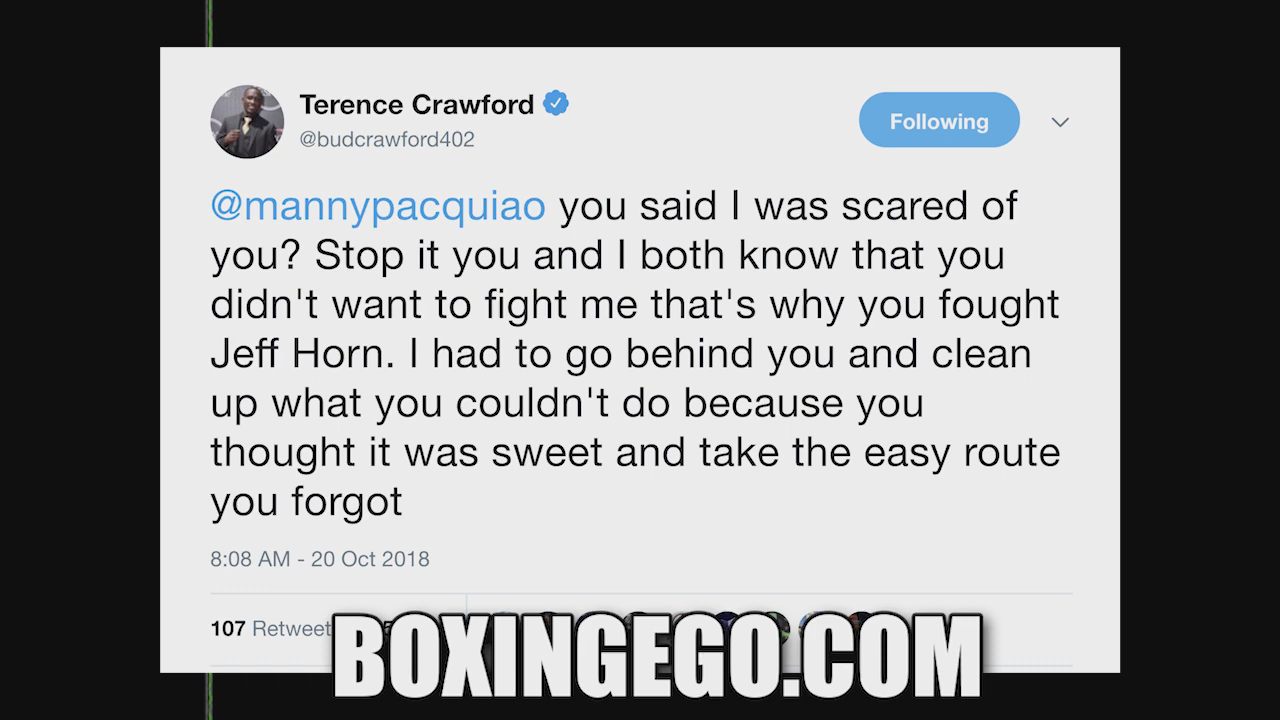 Terence Crawford
@budcrawford402
Following
@mannypacquiao you said I was scared of
you? Stop it you and I both know that you
didn't want to fight me that's why you fought
Jeff Horn. I had to go behind you and clean
up what you couldn't do because you
thought it was sweet and take the easy route
you forgot
8:08 AM - 20 Oct 2018
107 Retweet
BOXINGEGO.COM